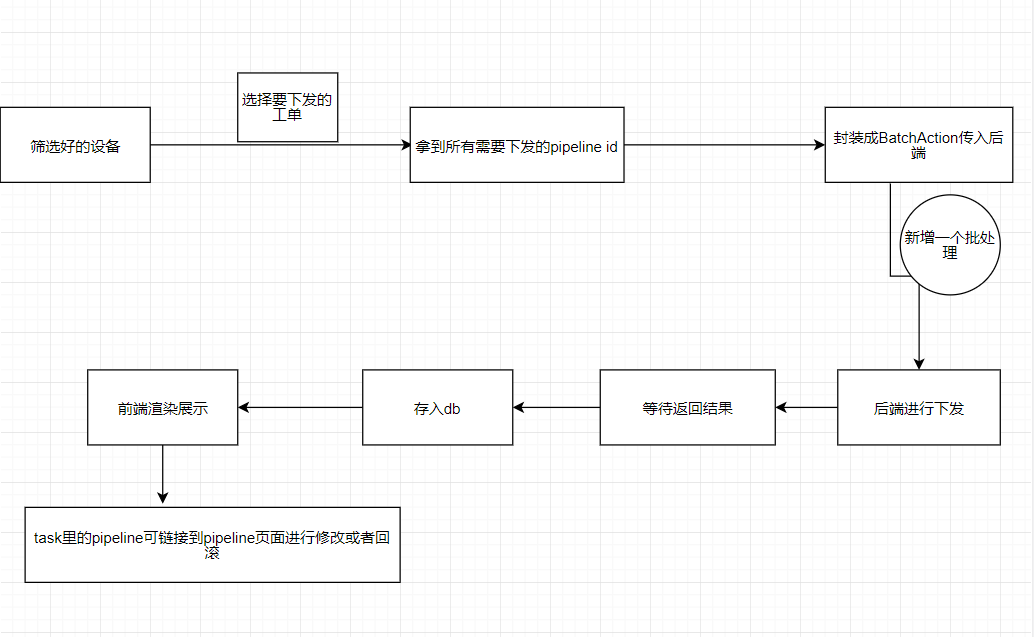 选择要下发的
工单
筛选好的设备
拿到所有需要下发的pipeline id
封装成BatchAction传入后
端
新增一个批处
理
前端渲染展示
存入db
等待返回结果
后端进行下发
task里的pipeline可链接到pipeline页面进行修改或者回
滚